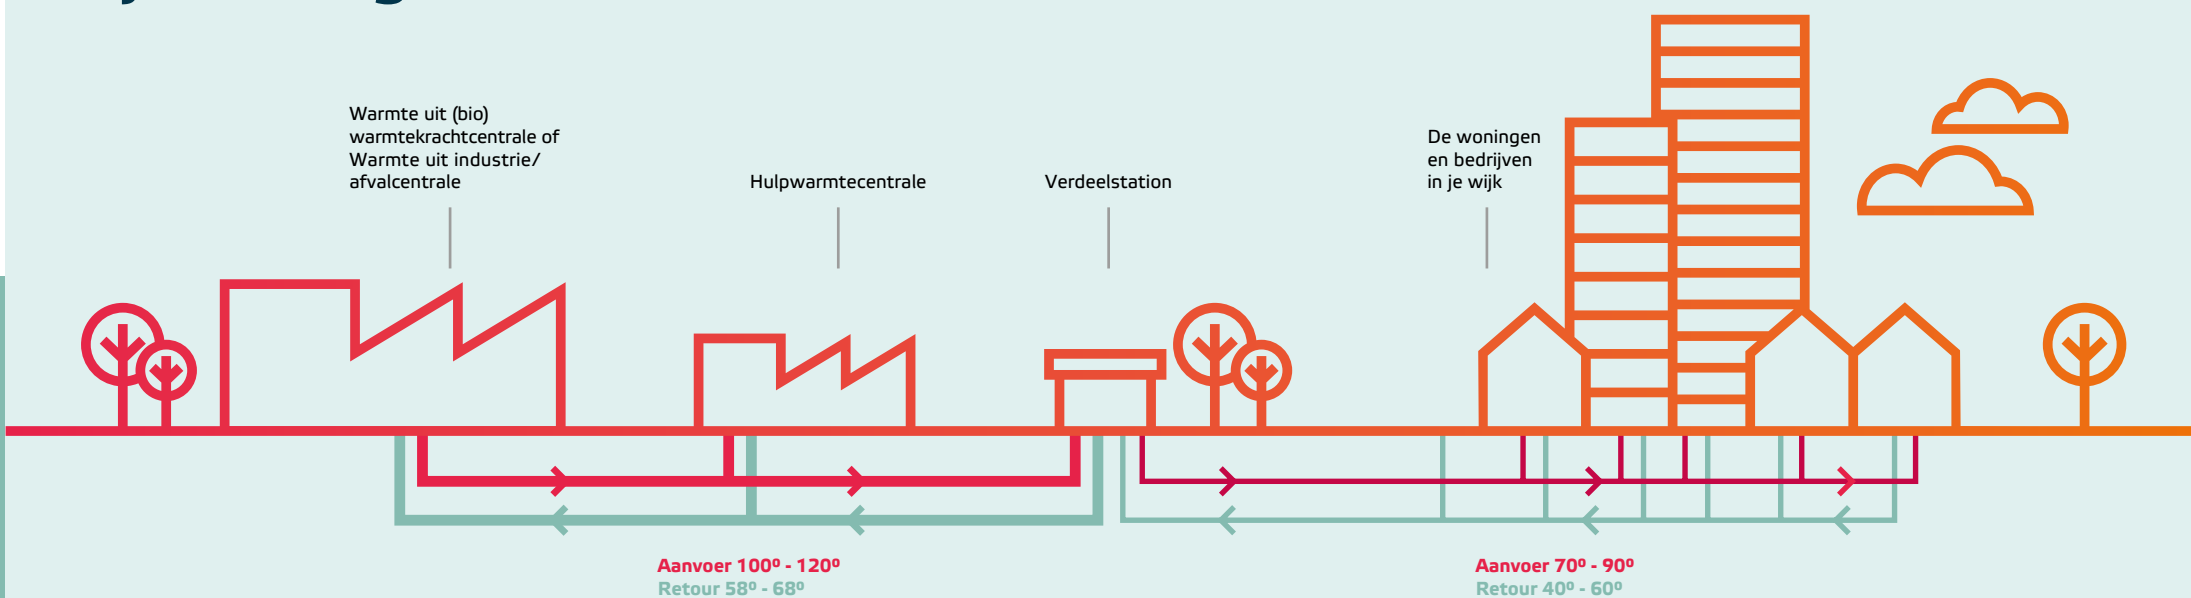 Warmte uit (bio)
warmtekrachtcentrale of
Warmte uit industrie/
afvalcentrale
Hulpwarmtecentrale
Verdeelstation
De woningen
en bedrijven
in je wijk
Aanvoer 100º - 120º
Retour 58º - 68º
Aanvoer 70º - 90º
Retour 40º - 60º